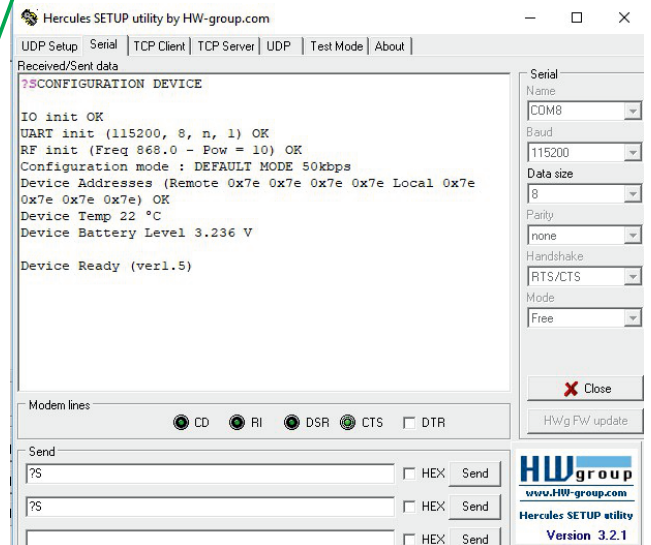 Hercules SETUP utility by HW-group.com
UDP Setup Serial TCP Client TCP Server UDP Test Mode About
Received/Sent data
?SCONFIGURATION DEVICE
IO init OK
UART init (115200, 8, n, 1) OK
RF init (Freq 868.0 - Pow = 10) OK
Configuration mode : DEFAULT MODE 50kbps
Device Addresses (Remote 0x7e 0x7e 0x7e 0x7e Local 0x7e
0x7e 0x7e 0x7e) OK
Device Temp 22 °C
Device Battery Level 3.236 V
Device Ready (ver1.5)
Serial
Name
COM8
Baud
115200
Data size
8
Parity
none
Handshake
RTS/CTS
Mode
Free
Close
HWg FW update
Modem lines
CD RI DSR CTS DTR
Send
?S HEX Send
?S HEX Send
HEX Send
HWgroup
www.HW-group.com
Hercules SETUP utility
Version 3.2.1